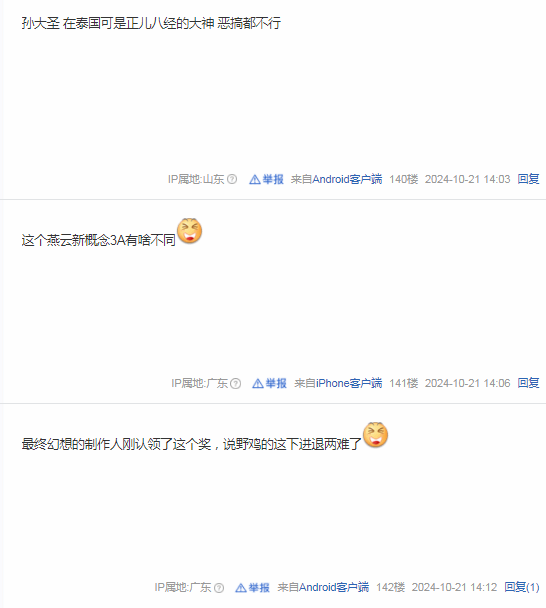 孙大圣 在泰国可是正儿八经的大神 恶搞都不行
IP属地:山东 举报 来自Android客户端 140楼 2024-10-21 14:03 回复
这个燕云新概念3A有啥不同
IP属地:广东 举报 来自iPhone客户端 141楼 2024-10-21 14:06 回复
最终幻想的制作人刚认领了这个奖，说野鸡的这下进退两难了
IP属地:广东 举报 来自Android客户端 142楼 2024-10-21 14:12 回复(1)